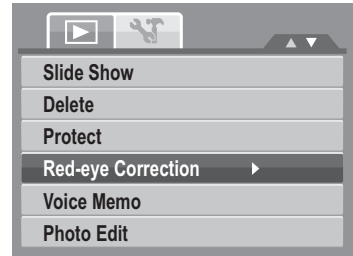 Slide Show
Delete
Protect
Red-eye Correction
Voice Memo
Photo Edit